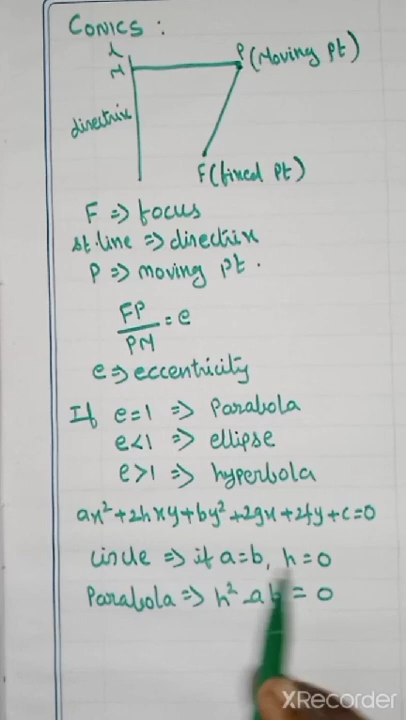 CONICS :
l
M
P (Moving Pt)
directrix
F (fixed Pt)
F => focus
st. line => directrix
P => moving pt.
FP/PM = e
e => eccentricity
If e=1 => Parabola
e<1 => ellipse
e>1 => hyperbola
ax²+2hxy+by²+2gx+2fy+c=0
Circle => if a=b, h=0
Parabola => h²-ab = 0
XRecorder